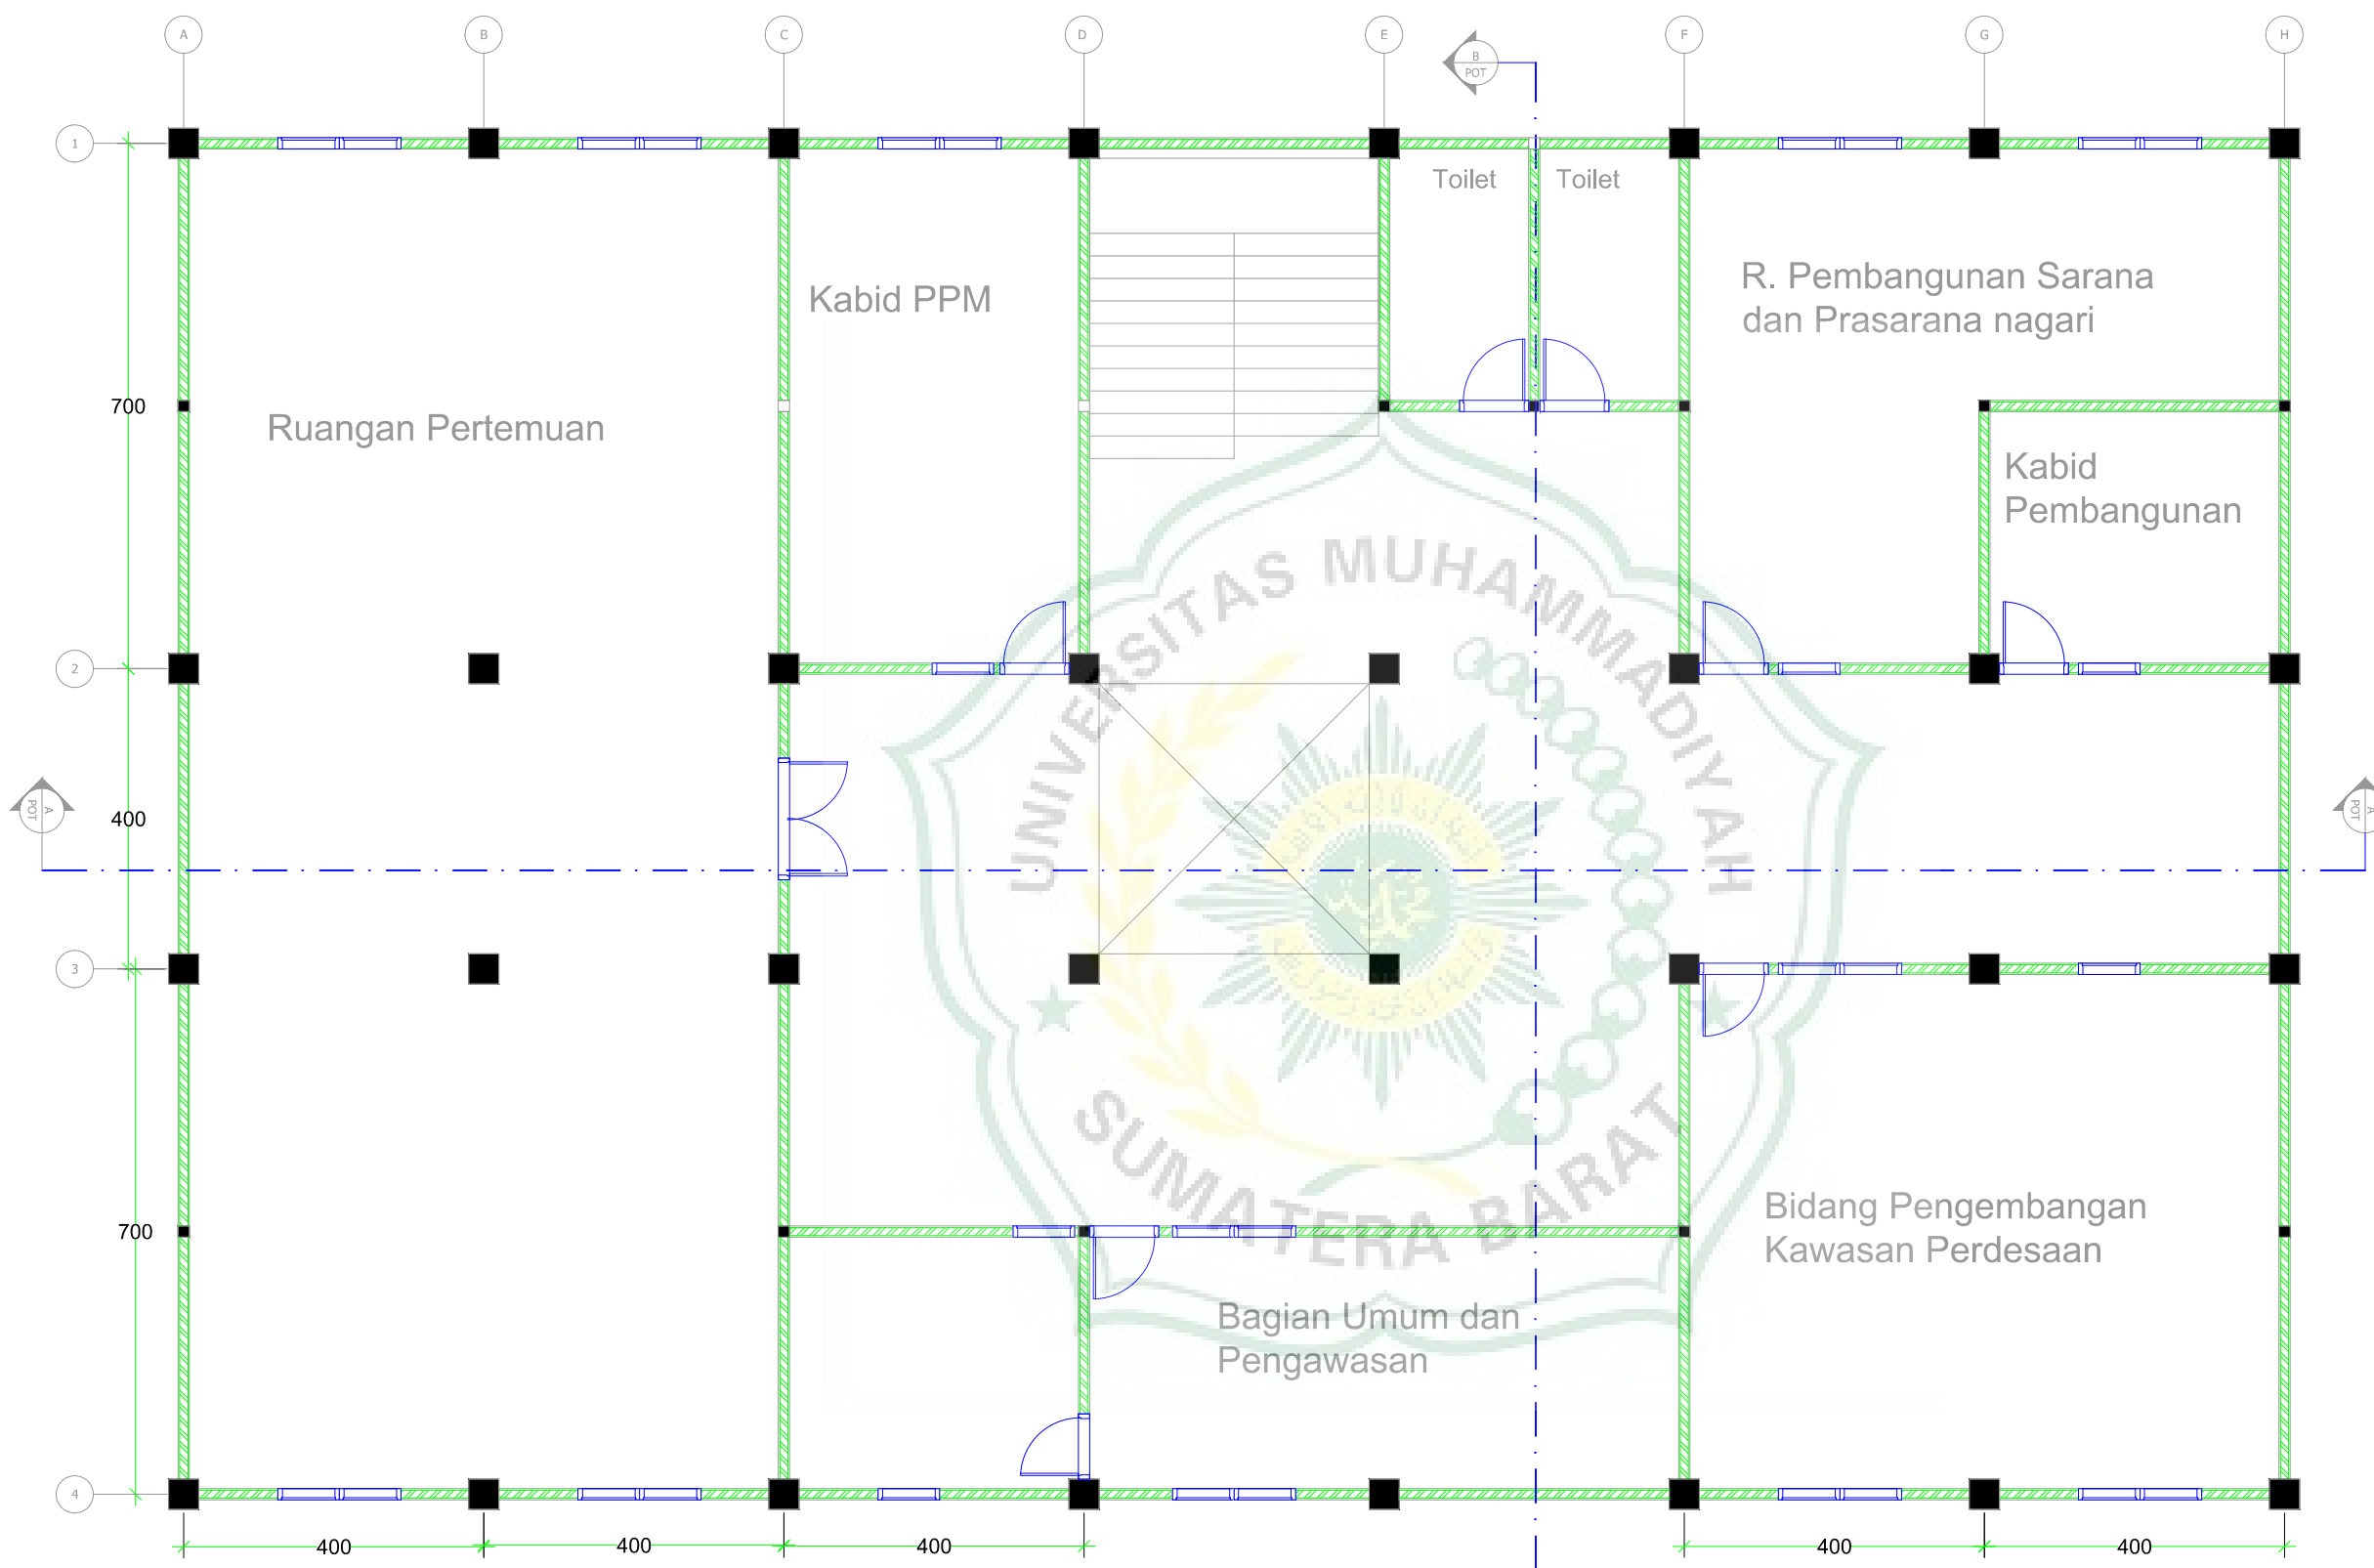 A
B
C
D
E
F
G
H
B
POT
1
Toilet
Toilet
R. Pembangunan Sarana
dan Prasarana nagari
Kabid PPM
700
Ruangan Pertemuan
Kabid
Pembangunan
UNIVERSITAS MUHAMMADIYAH
2
A
POT
400
A
POT
3
SUMATERA BARAT
700
Bidang Pengembangan
Kawasan Perdesaan
Bagian Umum dan
Pengawasan
4
400
400
400
400
400